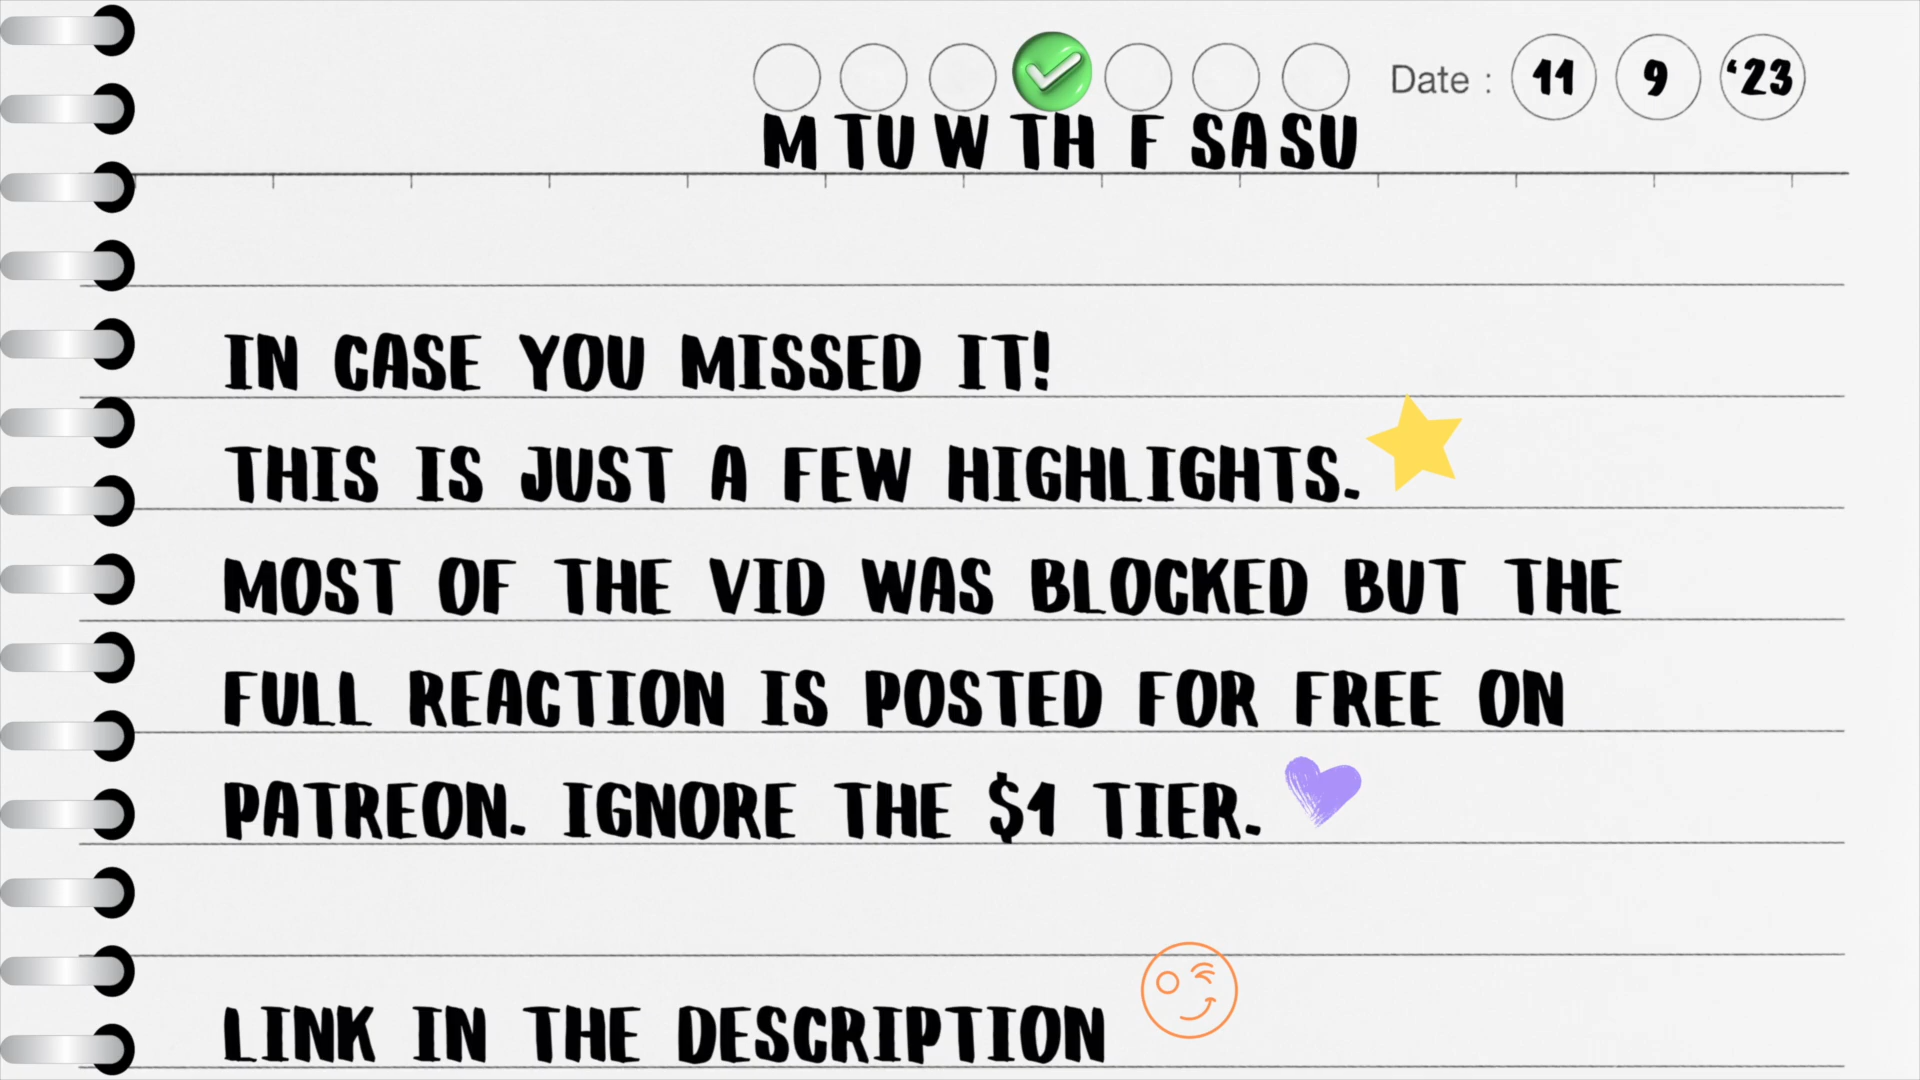 Date : 11 9 ‘23
M TU W TH F SA SU
IN CASE YOU MISSED IT!
THIS IS JUST A FEW HIGHLIGHTS.
MOST OF THE VID WAS BLOCKED BUT THE
FULL REACTION IS POSTED FOR FREE ON
PATREON. IGNORE THE $1 TIER.
LINK IN THE DESCRIPTION